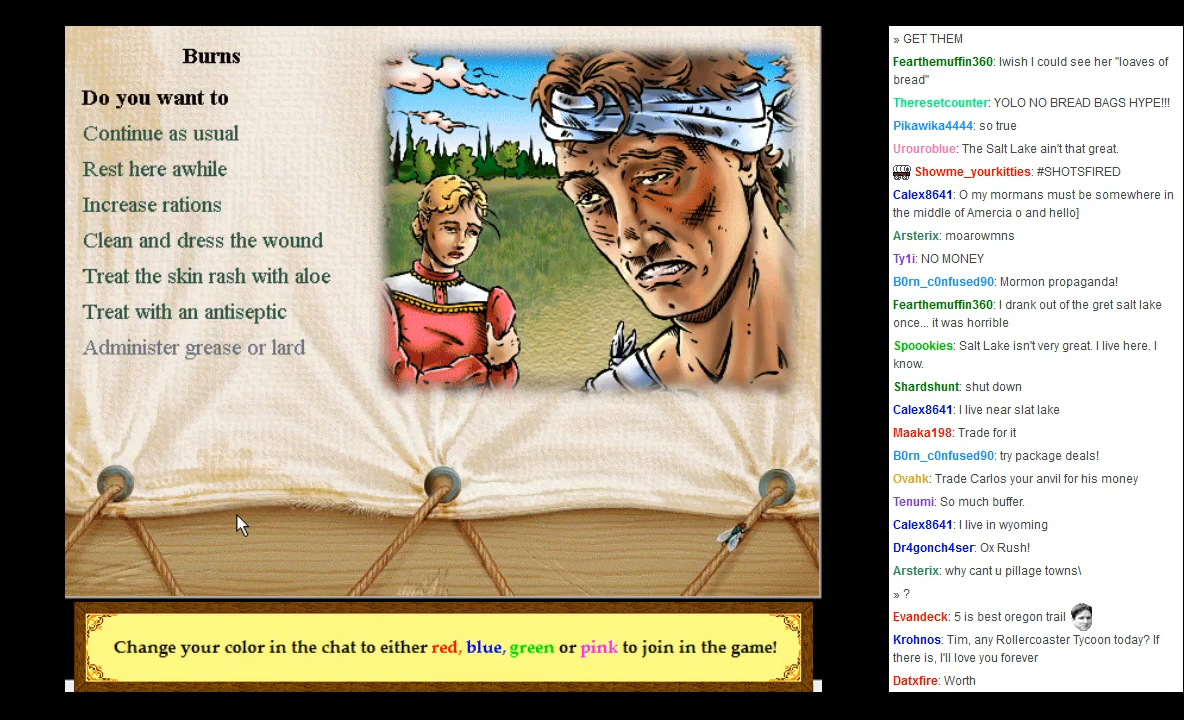 Burns
Do you want to
Continue as usual
Rest here awhile
Increase rations
Clean and dress the wound
Treat the skin rash with aloe
Treat with an antiseptic
Administer grease or lard
Change your color in the chat to either red, blue, green or pink to join in the game!
» GET THEM
Fearthemuffin360: Iwish I could see her "loaves of
bread"
Theresetcounter: YOLO NO BREAD BAGS HYPE!!!
Pikawika4444: so true
Urouroblue: The Salt Lake ain't that great.
Showme_yourkitties: #SHOTSFIRED
Calex8641: O my mormans must be somewhere in
the middle of Amercia o and hello]
Arsterix: moarowmns
Ty1i: NO MONEY
B0rn_c0nfused90: Mormon propaganda!
Fearthemuffin360: I drank out of the gret salt lake
once... it was horrible
Spoookies: Salt Lake isn't very great. I live here. I
know.
Shardshunt: shut down
Calex8641: I live near slat lake
Maaka198: Trade for it
B0rn_c0nfused90: try package deals!
Ovahk: Trade Carlos your anvil for his money
Tenumi: So much buffer.
Calex8641: I live in wyoming
Dr4gonch4ser: Ox Rush!
Arsterix: why cant u pillage towns\
» ?
Evandeck: 5 is best oregon trail
Krohnos: Tim, any Rollercoaster Tycoon today? If
there is, I'll love you forever
Datxfire: Worth